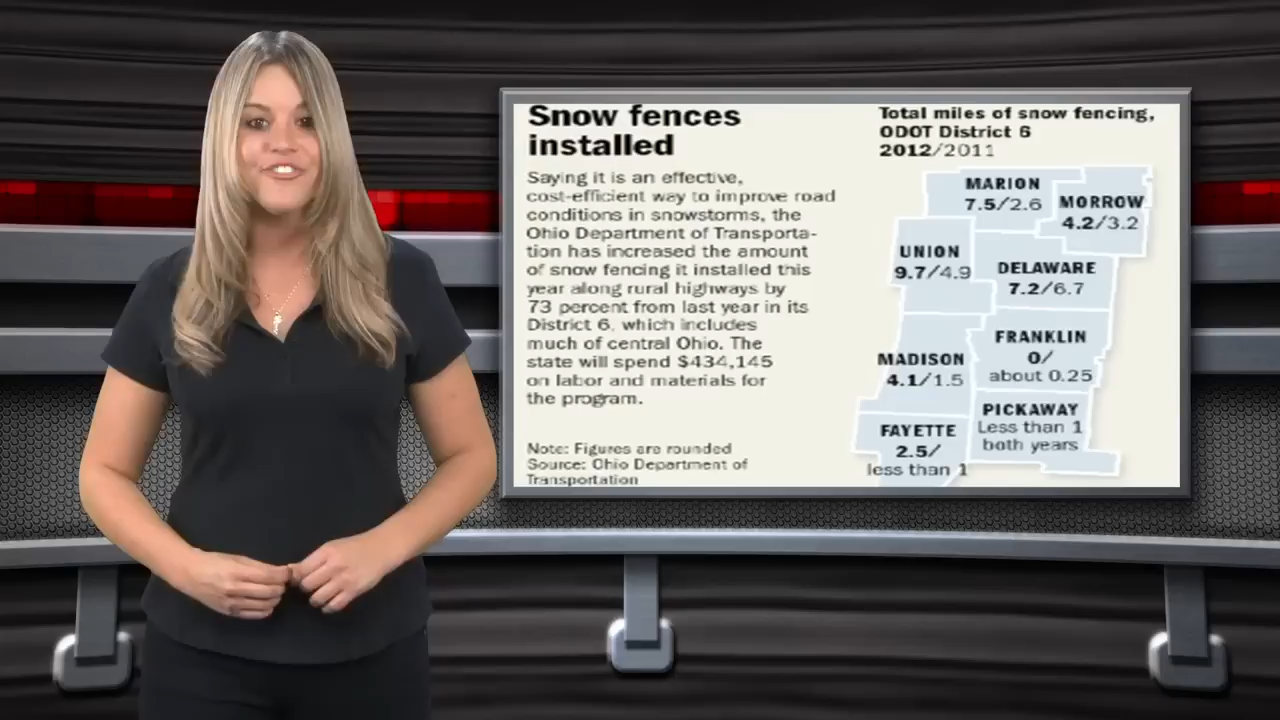 Snow fences
installed
Saying it is an effective,
cost-efficient way to improve road
conditions in snowstorms, the
Ohio Department of Transporta-
tion has increased the amount
of snow fencing it installed this
year along rural highways by
73 percent from last year in its
District 6, which includes
much of central Ohio. The
state will spend $434,145
on labor and materials for
the program.
Note: Figures are rounded
Source: Ohio Department of
Transportation
Total miles of snow fencing,
ODOT District 6
2012/2011
MARION
7.5/2.6
MORROW
4.2/3.2
UNION
9.7/4.9
DELAWARE
7.2/6.7
FRANKLIN
0/
about 0.25
MADISON
4.1/1.5
PICKAWAY
Less than 1
both years
FAYETTE
2.5/
less than 1